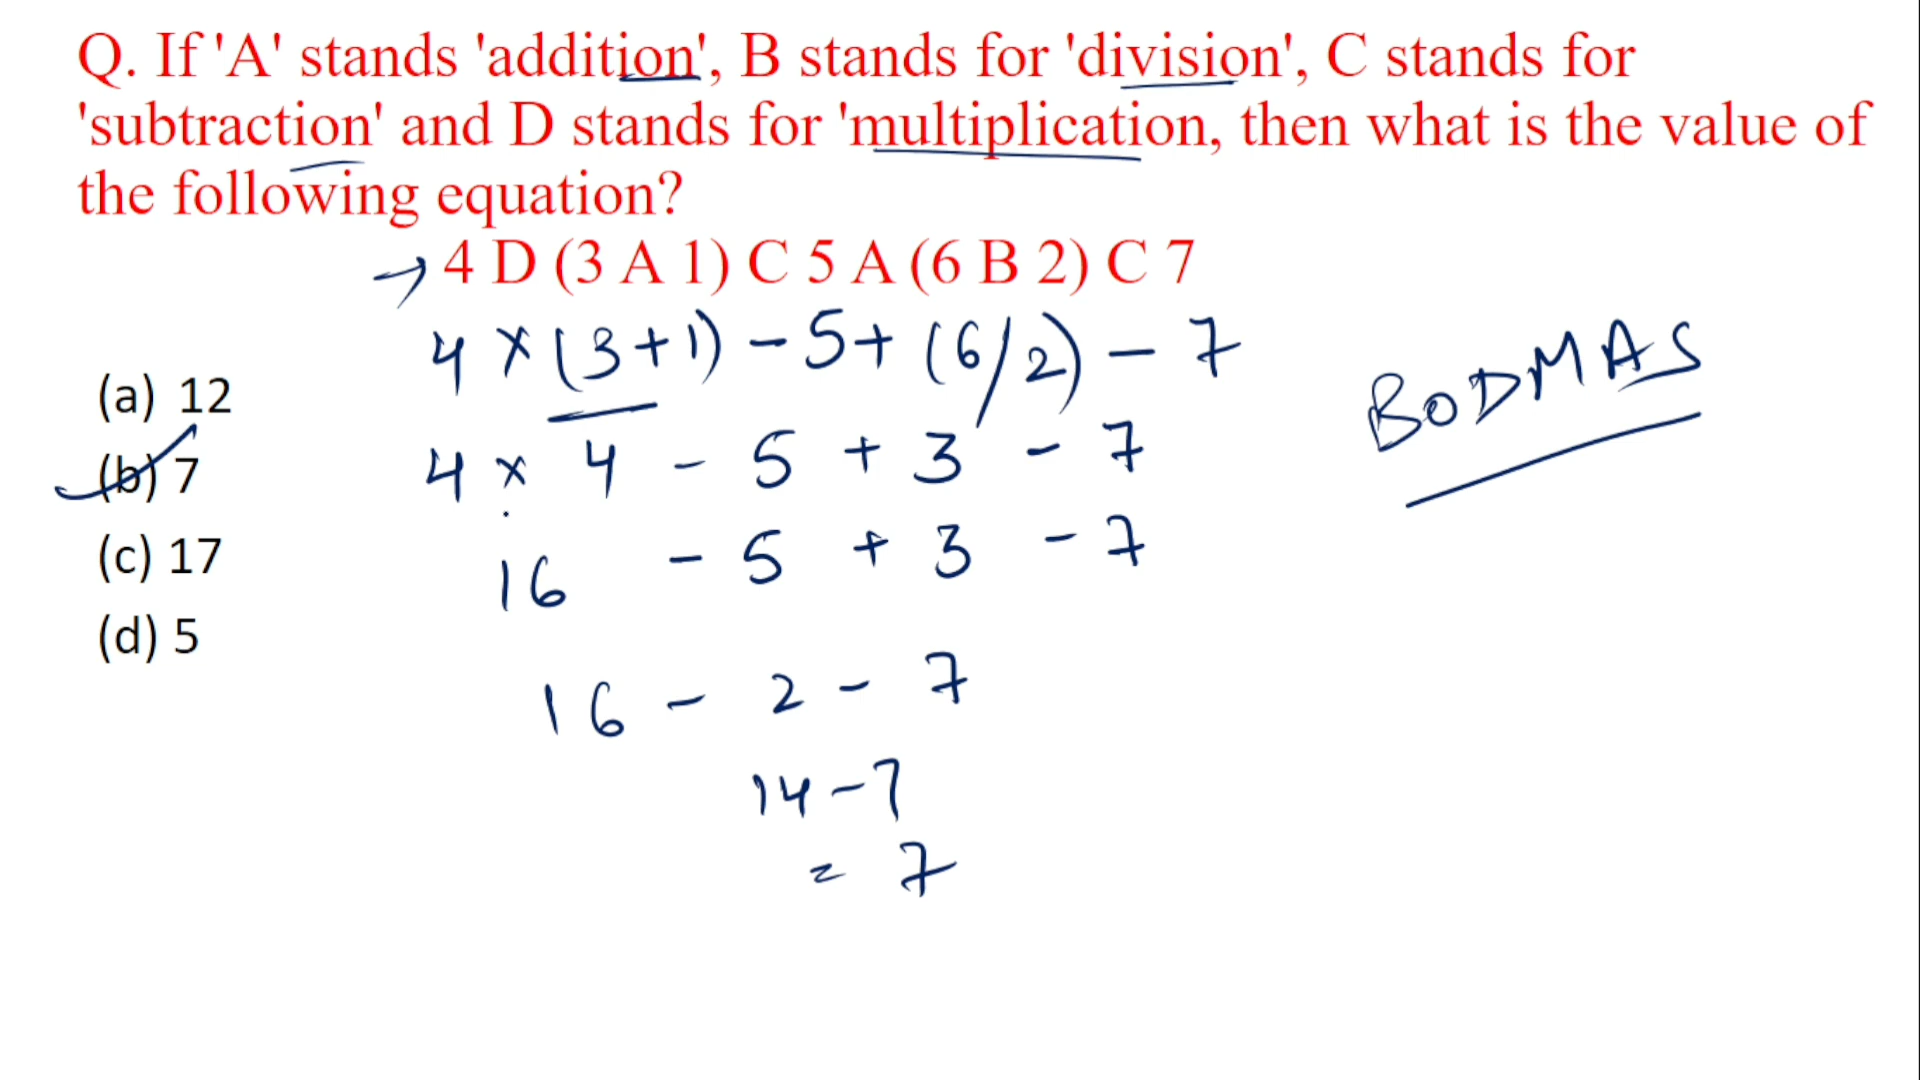 Q. If 'A' stands 'addition', B stands for 'division', C stands for
'subtraction' and D stands for 'multiplication, then what is the value of
the following equation?
→ 4 D (3 A 1) C 5 A (6 B 2) C 7
4 × (3+1) - 5 + (6/2) - 7
4 × 4 - 5 + 3 - 7
16 - 5 + 3 - 7
16 - 2 - 7
14 - 7
= 7
BODMAS
(a) 12
(b) 7
(c) 17
(d) 5